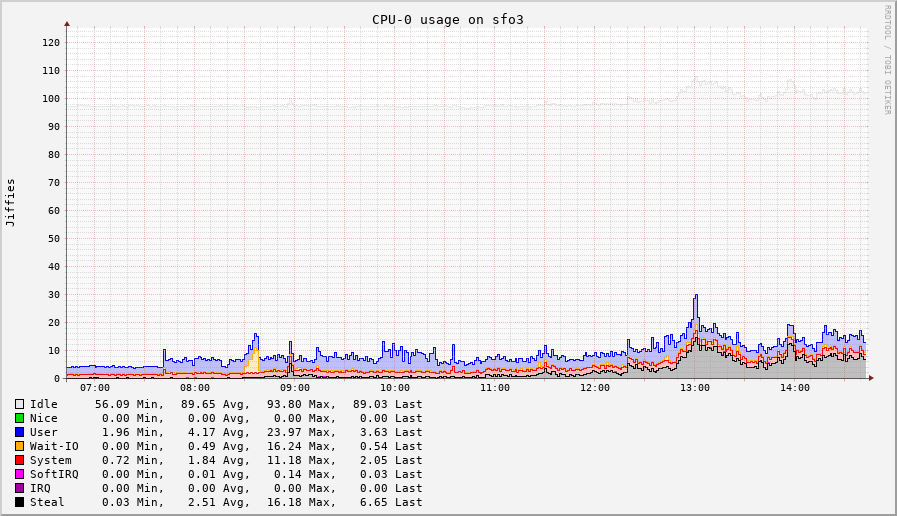 CPU-0 usage on sfo3
RRDTOOL / TOBI OETIKER
Jiffies
120
110
100
90
80
70
60
50
40
30
20
10
0
07:00 08:00 09:00 10:00 11:00 12:00 13:00 14:00
Idle 56.09 Min, 89.65 Avg, 93.80 Max, 89.03 Last
Nice 0.00 Min, 0.00 Avg, 0.00 Max, 0.00 Last
User 1.96 Min, 4.17 Avg, 23.97 Max, 3.63 Last
Wait-IO 0.00 Min, 0.49 Avg, 16.24 Max, 0.54 Last
System 0.72 Min, 1.84 Avg, 11.18 Max, 2.05 Last
SoftIRQ 0.00 Min, 0.01 Avg, 0.14 Max, 0.03 Last
IRQ 0.00 Min, 0.00 Avg, 0.00 Max, 0.00 Last
Steal 0.03 Min, 2.51 Avg, 16.18 Max, 6.65 Last